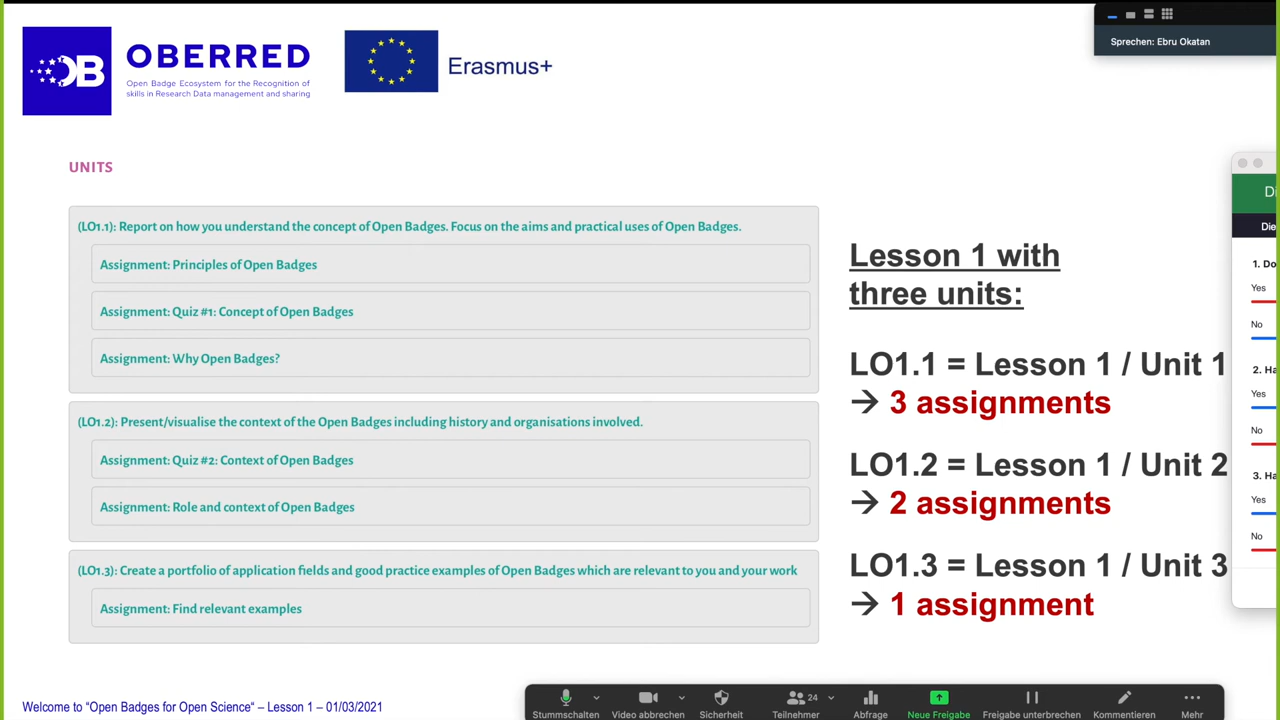 OBERRED
Open Badge Ecosystem for the Recognition of
skills in Research Data management and sharing
OB
Erasmus+
Sprechen: Ebru Okatan
UNITS
(LO1.1): Report on how you understand the concept of Open Badges. Focus on the aims and practical uses of Open Badges.
Assignment: Principles of Open Badges
Assignment: Quiz #1: Concept of Open Badges
Assignment: Why Open Badges?
(LO1.2): Present/visualise the context of the Open Badges including history and organisations involved.
Assignment: Quiz #2: Context of Open Badges
Assignment: Role and context of Open Badges
(LO1.3): Create a portfolio of application fields and good practice examples of Open Badges which are relevant to you and your work
Assignment: Find relevant examples
Lesson 1 with
three units:
LO1.1 = Lesson 1 / Unit 1
→ 3 assignments
LO1.2 = Lesson 1 / Unit 2
→ 2 assignments
LO1.3 = Lesson 1 / Unit 3
→ 1 assignment
Die
1. Do
Yes
No
2. Ha
Yes
No
3. Ha
Yes
No
Welcome to “Open Badges for Open Science“ – Lesson 1 – 01/03/2021
24
Stummschalten
Video abbrechen
Sicherheit
Teilnehmer
Abfrage
Neue Freigabe
Freigabe unterbrechen
Kommentieren
Mehr